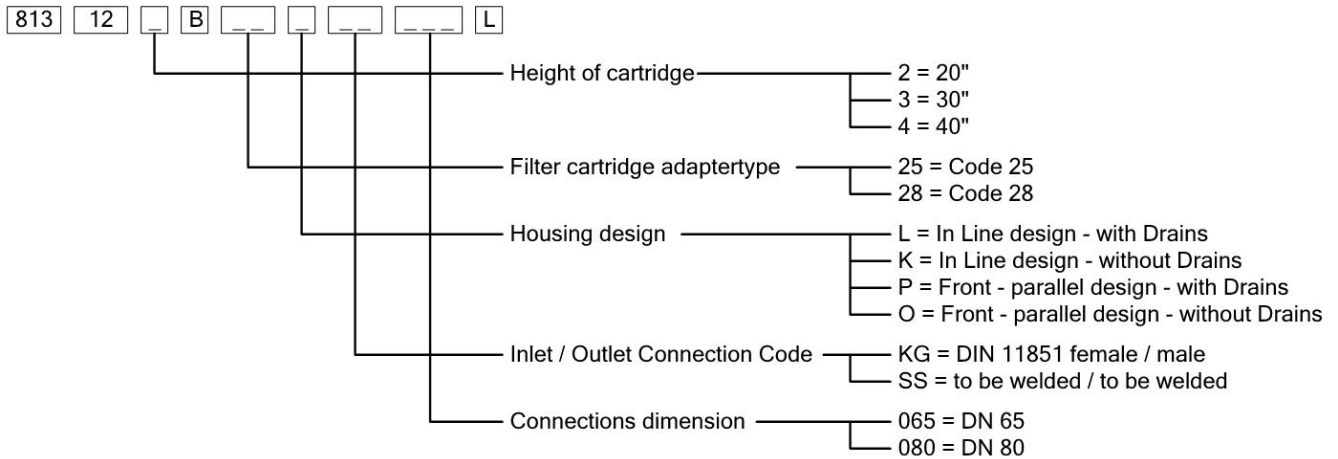 813 12 _ B _ _ _ _ _ _ _ _ L
Height of cartridge 2 = 20"
3 = 30"
4 = 40"
Filter cartridge adaptertype 25 = Code 25
28 = Code 28
Housing design L = In Line design - with Drains
K = In Line design - without Drains
P = Front - parallel design - with Drains
O = Front - parallel design - without Drains
Inlet / Outlet Connection Code KG = DIN 11851 female / male
SS = to be welded / to be welded
Connections dimension 065 = DN 65
080 = DN 80